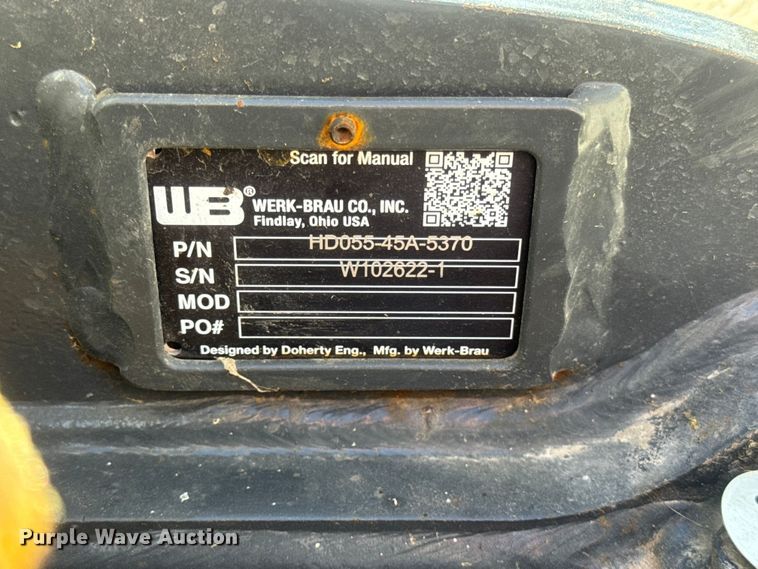 Scan for Manual
WB®
WERK-BRAU CO., INC.
Findlay, Ohio USA
P/N HD055-45A-5370
S/N W102622-1
MOD
PO#
Designed by Doherty Eng., Mfg. by Werk-Brau
Purple Wave Auction